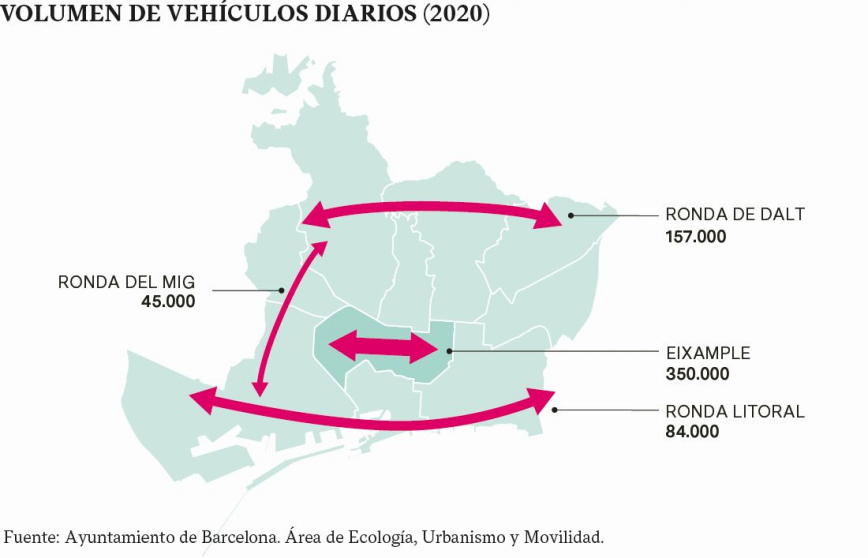 VOLUMEN DE VEHÍCULOS DIARIOS (2020)
RONDA DE DALT
157.000
RONDA DEL MIG
45.000
EIXAMPLE
350.000
RONDA LITORAL
84.000
Fuente: Ayuntamiento de Barcelona. Área de Ecología, Urbanismo y Movilidad.